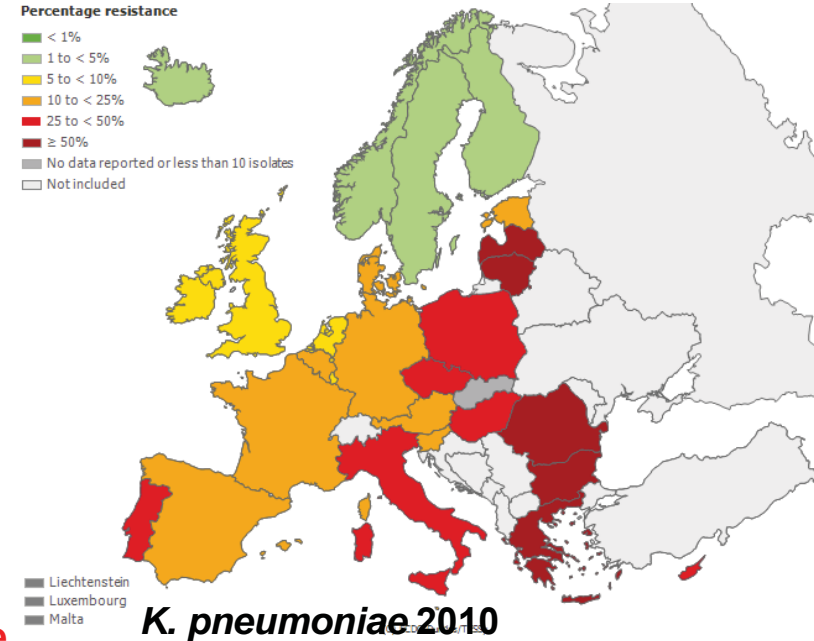 Percentage resistance
< 1%
1 to < 5%
5 to < 10%
10 to < 25%
25 to < 50%
≥ 50%
No data reported or less than 10 isolates
Not included
Liechtenstein
Luxembourg
Malta
K. pneumoniae 2010
e